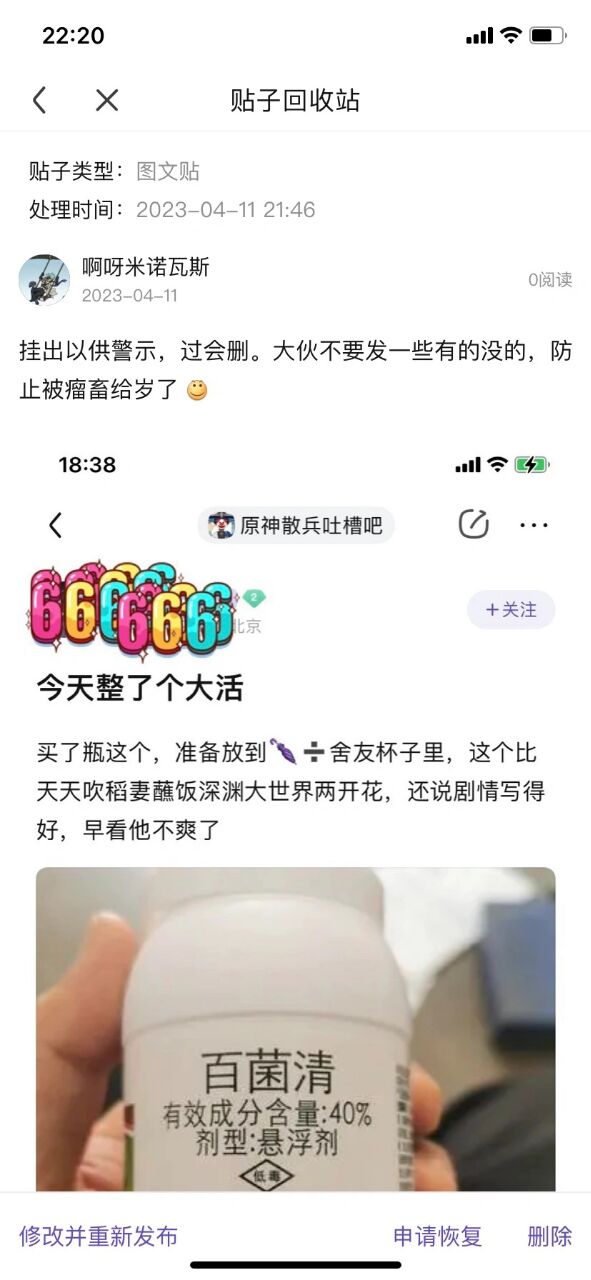 22:20
贴子回收站
贴子类型：图文贴
处理时间：2023-04-11 21:46
啊呀米诺瓦斯
2023-04-11
0阅读
挂出以供警示，过会删。大伙不要发一些有的没的，防
止被瘤畜给岁了
18:38
原神散兵吐槽吧
666666
2
北京
+关注
今天整了个大活
买了瓶这个，准备放到🌂➗舍友杯子里，这个比
天天吹稻妻蘸饭深渊大世界两开花，还说剧情写得
好，早看他不爽了
百菌清
有效成分含量:40%
剂型:悬浮剂
低毒
修改并重新发布
申请恢复
删除